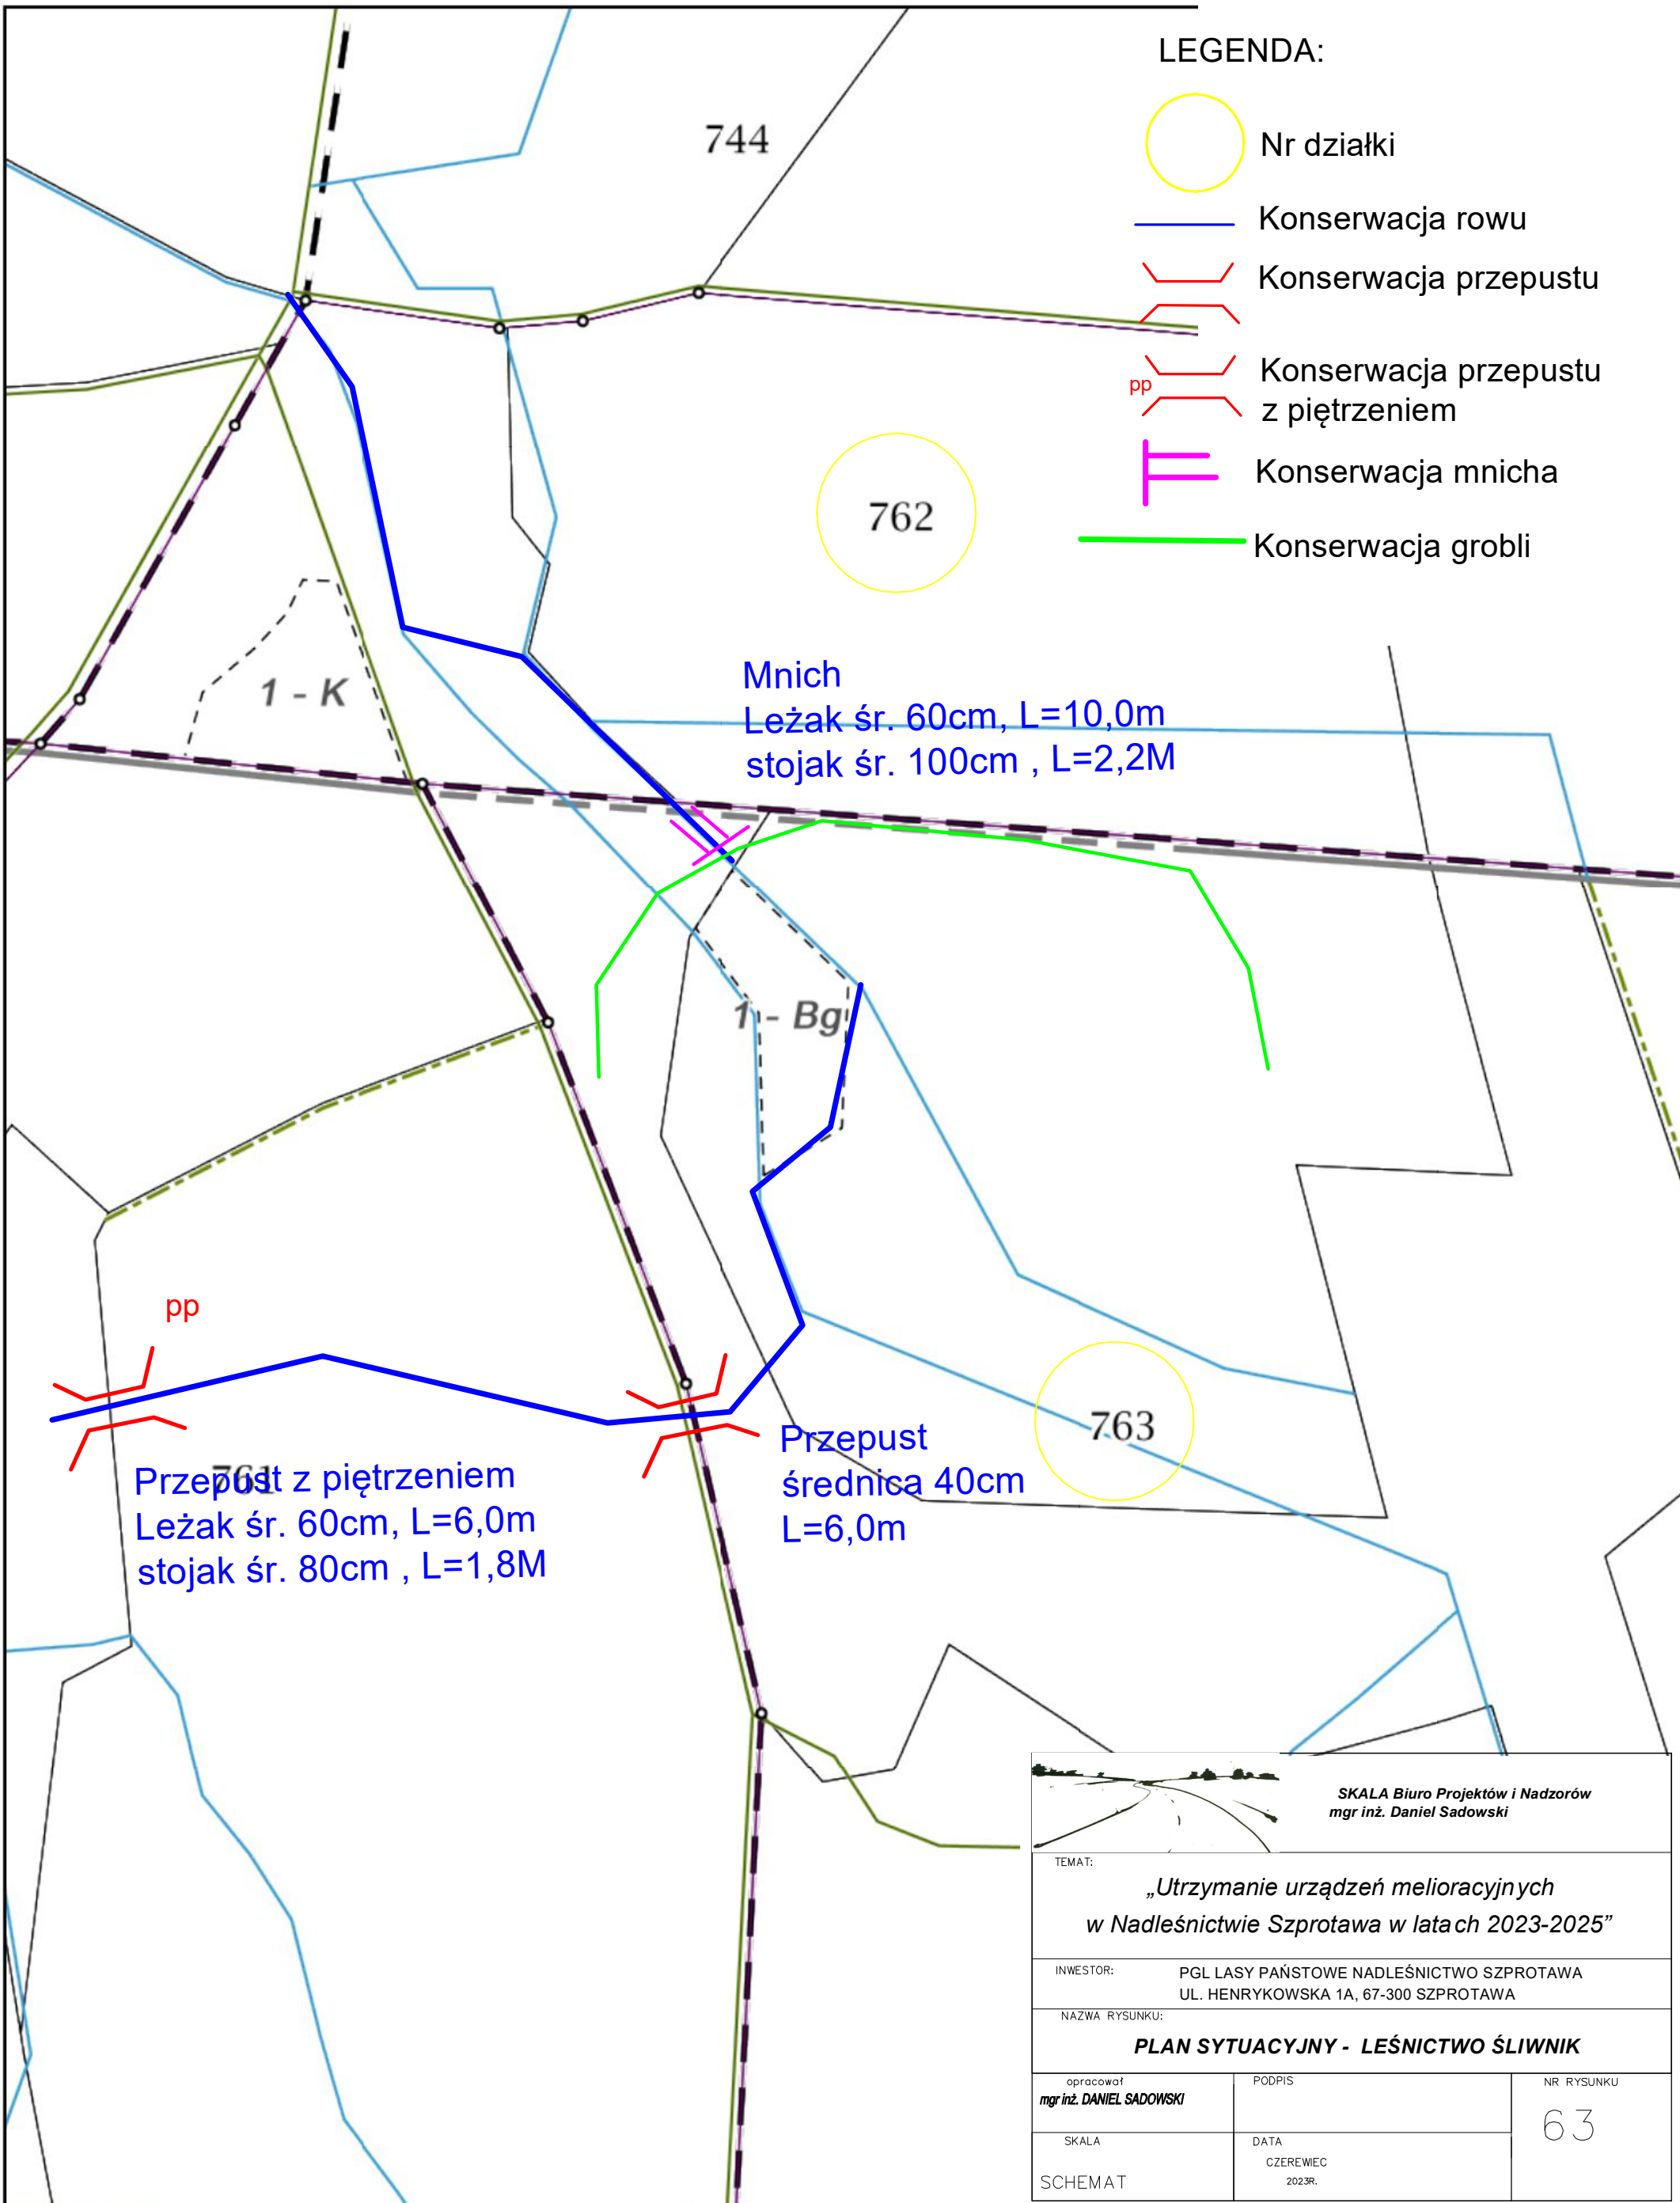 LEGENDA:
Nr działki
Konserwacja rowu
Konserwacja przepustu
pp
Konserwacja przepustu
z piętrzeniem
Konserwacja mnicha
Konserwacja grobli
744
762
1 - K
Mnich
Leżak śr. 60cm, L=10,0m
stojak śr. 100cm , L=2,2M
1 - Bg
pp
763
761
Przepust z piętrzeniem
Leżak śr. 60cm, L=6,0m
stojak śr. 80cm , L=1,8M
Przepust
średnica 40cm
L=6,0m
SKALA Biuro Projektów i Nadzorów
mgr inż. Daniel Sadowski
TEMAT:
„Utrzymanie urządzeń melioracyjnych
w Nadleśnictwie Szprotawa w latach 2023-2025”
INWESTOR:
PGL LASY PAŃSTOWE NADLEŚNICTWO SZPROTAWA
UL. HENRYKOWSKA 1A, 67-300 SZPROTAWA
NAZWA RYSUNKU:
PLAN SYTUACYJNY - LEŚNICTWO ŚLIWNIK
opracował
mgr inż. DANIEL SADOWSKI
PODPIS
NR RYSUNKU
63
SKALA
SCHEMAT
DATA
CZEREWIEC
2023R.